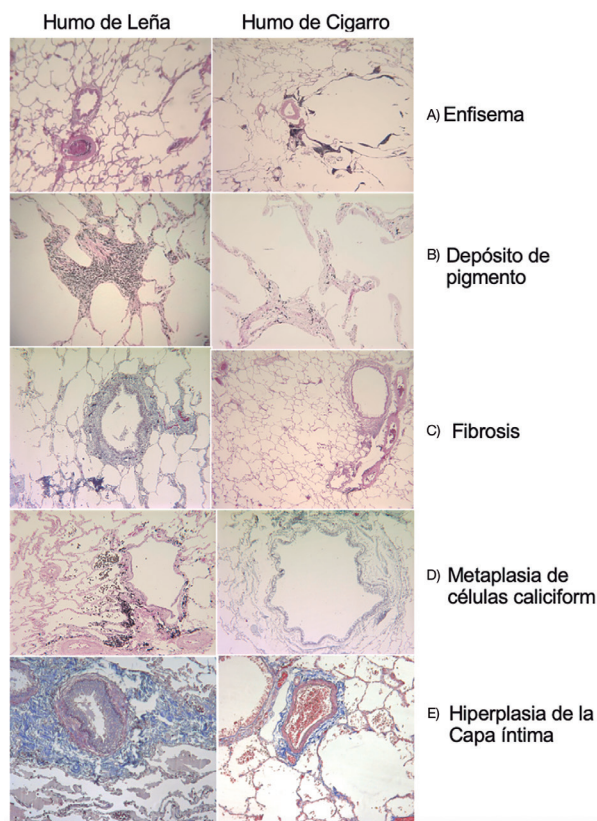 Humo de Leña
Humo de Cigarro
A) Enfisema
B) Depósito de
pigmento
C) Fibrosis
D) Metaplasia de
células caliciform
E) Hiperplasia de la
Capa íntima